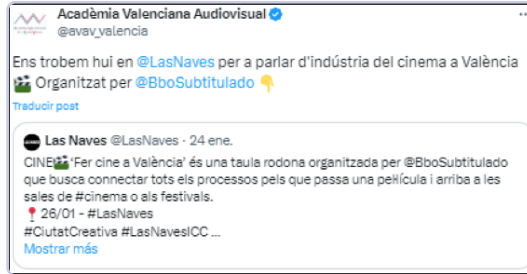 Acadèmia Valenciana Audiovisual
@avav_valencia
Ens trobem hui en @LasNaves per a parlar d'indústria del cinema a València
🎬 Organitzat per @BboSubtitulado 👇
Traducir post
Las Naves @LasNaves · 24 ene.
CINE🎬'Fer cine a València' és una taula rodona organitzada per @BboSubtitulado
que busca connectar tots els processos pels que passa una pel·lícula i arriba a les
sales de #cinema o als festivals.
📍 26/01 - #LasNaves
#CiutatCreativa #LasNavesICC ...
Mostrar más